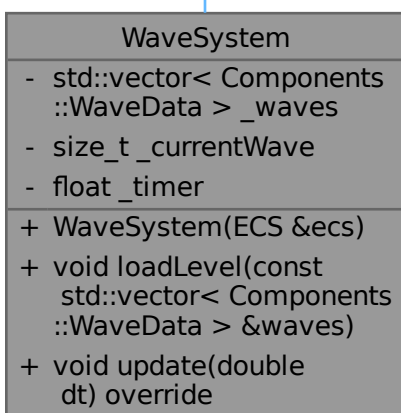 WaveSystem
- std::vector< Components
::WaveData > _waves
- size_t _currentWave
- float _timer
+ WaveSystem(ECS &ecs)
+ void loadLevel(const
std::vector< Components
::WaveData > &waves)
+ void update(double
dt) override